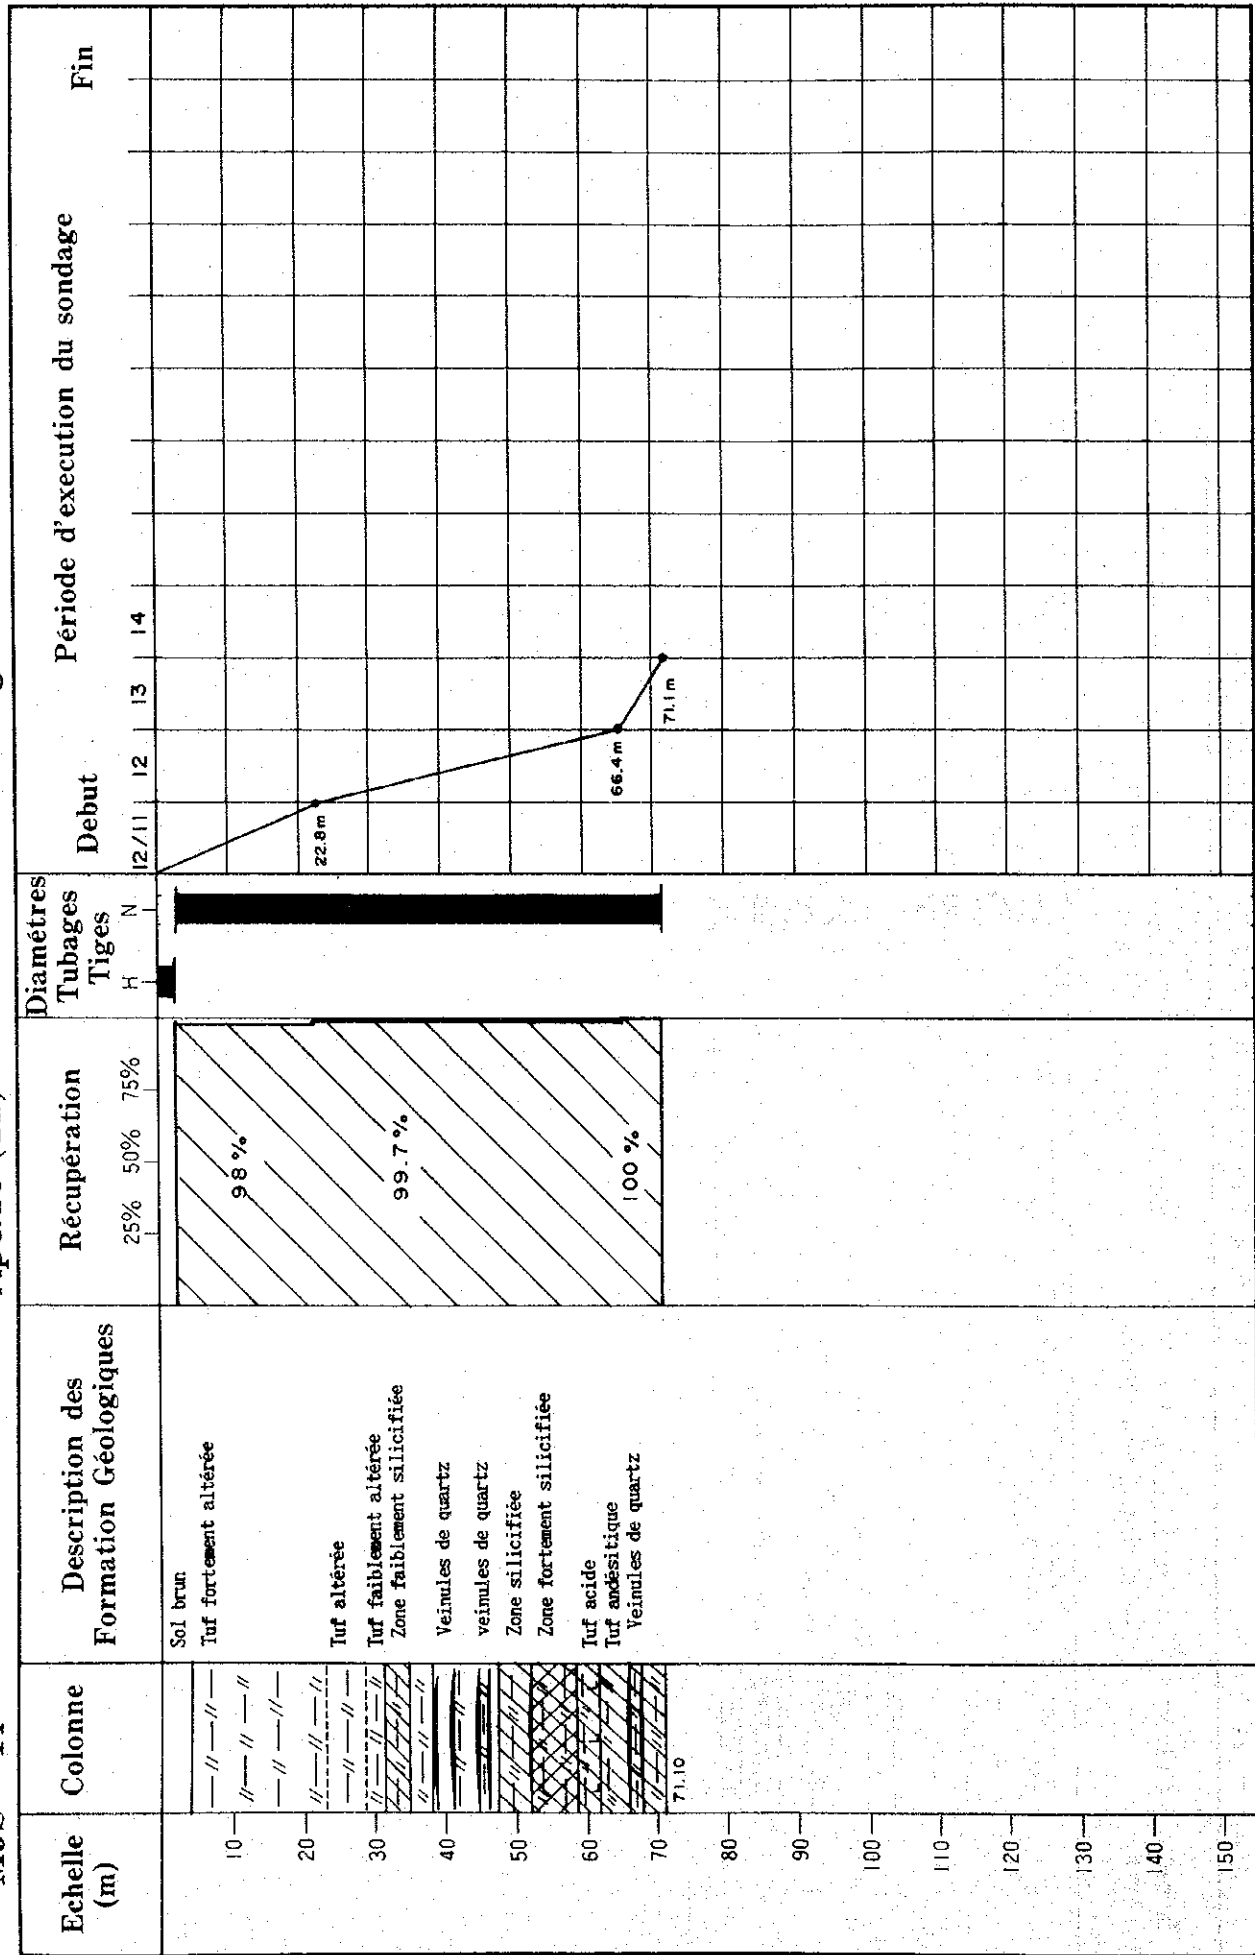 Echelle
(m)
Colonne
Description des
Formation Géologiques
Récupération
25% 50% 75%
Diamétres
Tubages
Tiges
H N
Période d'execution du sondage
Debut
Fin
12/11 12 13 14
Sol brun
Tuf fortement altérée
Tuf altérée
Tuf faiblement altérée
Zone faiblement silicifiée
Veinules de quartz
veinules de quartz
Zone silicifiée
Zone fortement silicifiée
Tuf acide
Tuf andesitique
Veinules de quartz
71.10
98 %
99.7 %
100 %
22.8m
66.4m
71.1m
10
20
30
40
50
60
70
80
90
100
110
120
130
140
150